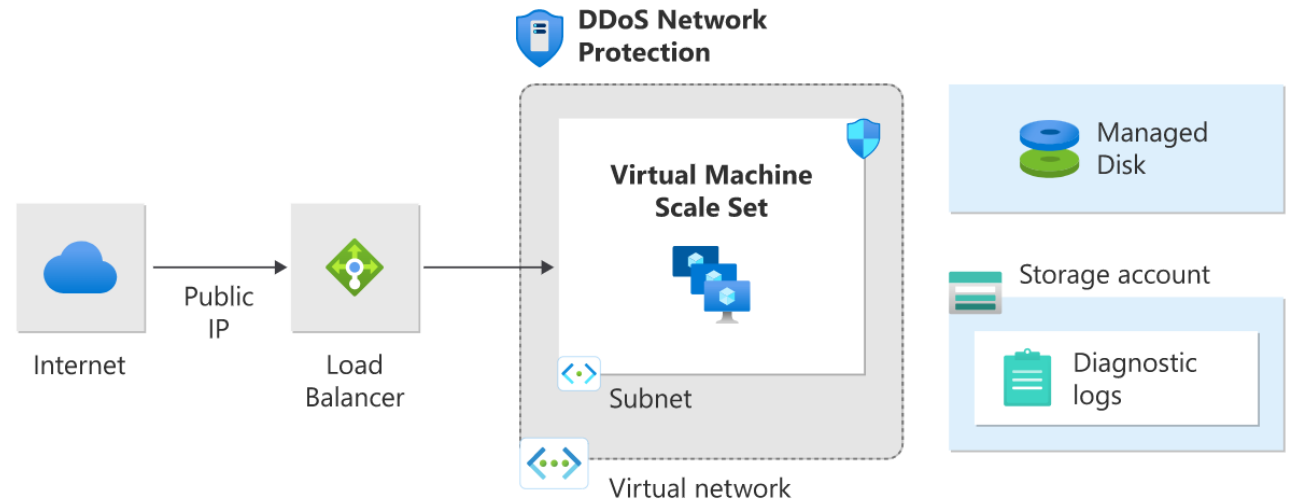 DDoS Network
Protection
Managed
Disk
Virtual Machine
Scale Set
Public
IP
Internet
Load
Balancer
Subnet
Virtual network
Storage account
Diagnostic
logs